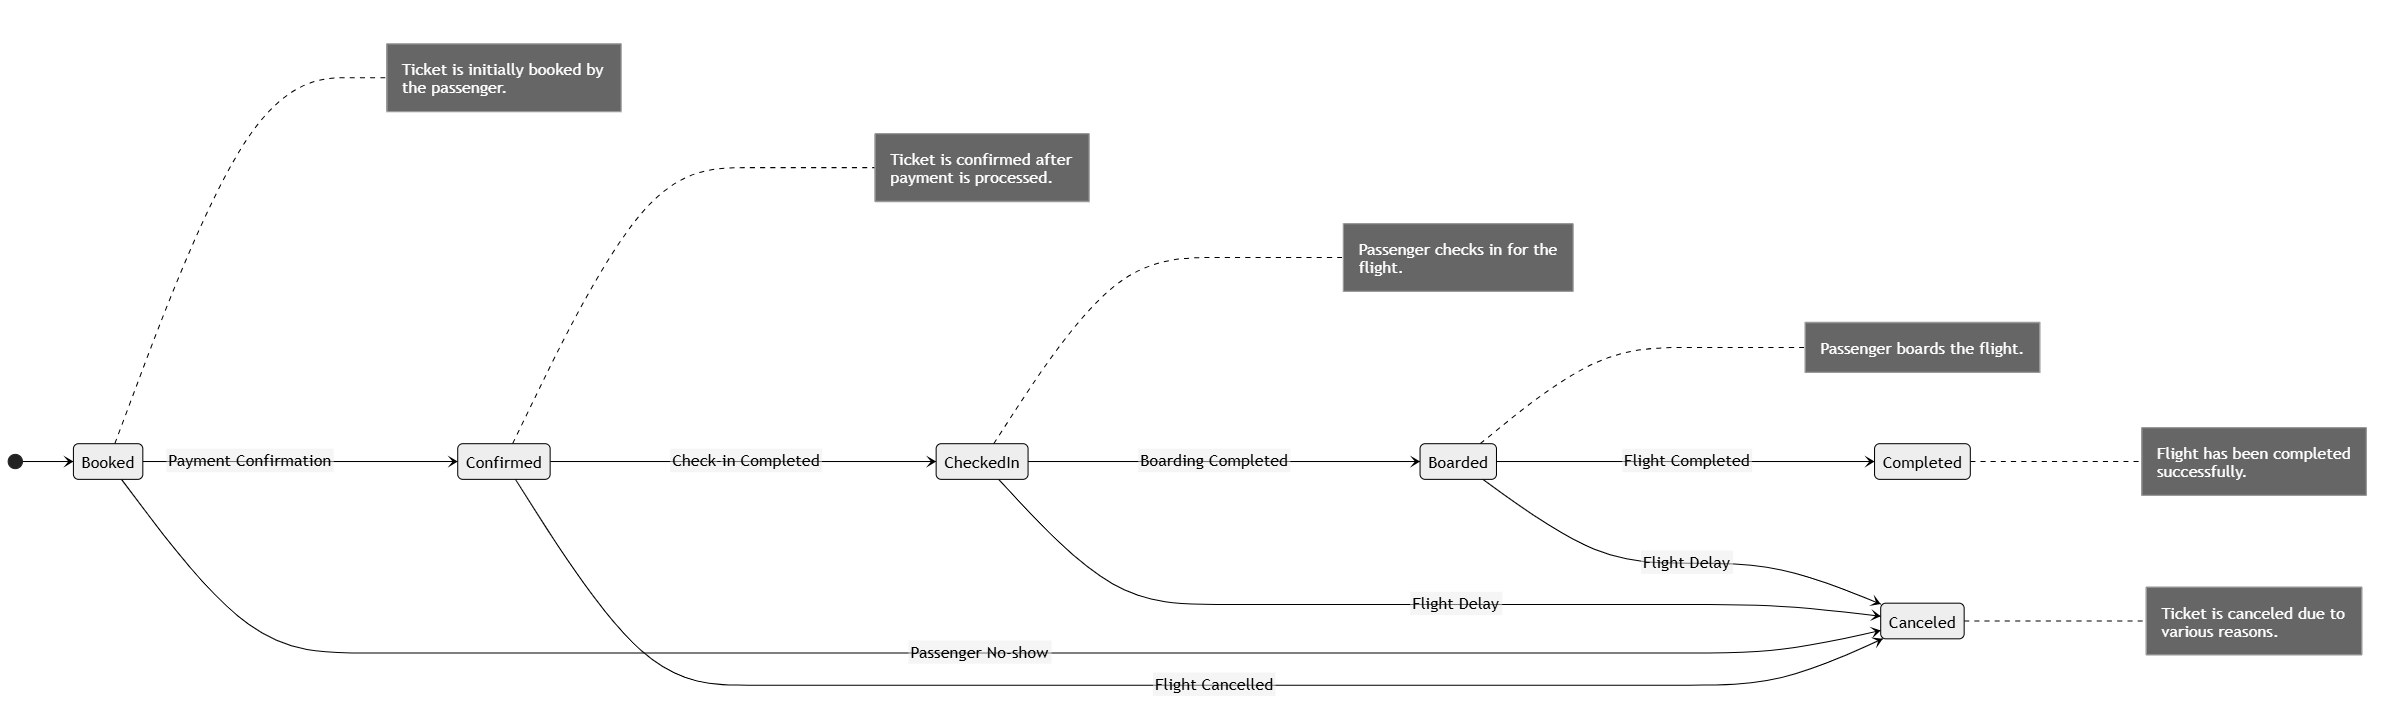 Ticket is initially booked by
the passenger.
Ticket is confirmed after
payment is processed.
Passenger checks in for the
flight.
Passenger boards the flight.
Booked
Payment Confirmation
Confirmed
Check-in Completed
CheckedIn
Boarding Completed
Boarded
Flight Completed
Completed
Flight has been completed
successfully.
Flight Delay
Flight Delay
Canceled
Ticket is canceled due to
various reasons.
Passenger No-show
Flight Cancelled